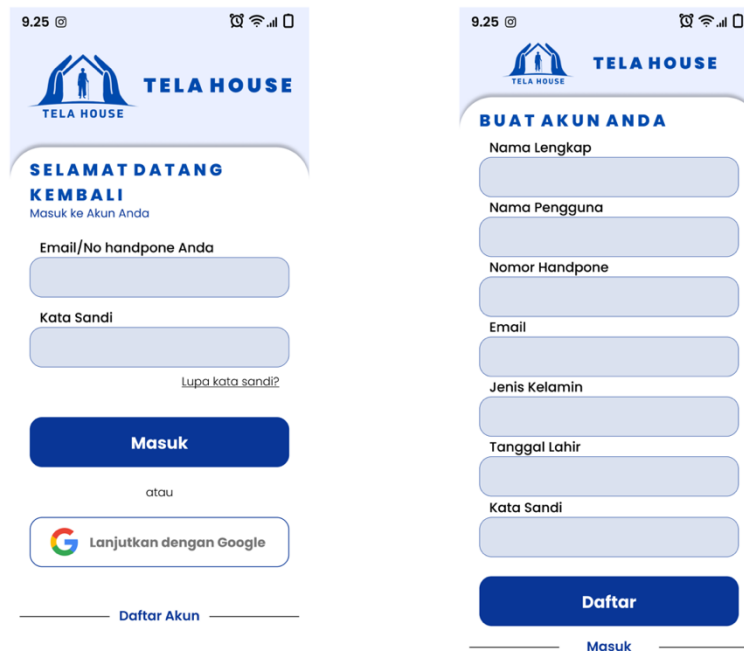 9.25
TELA HOUSE
TELA HOUSE
SELAMAT DATANG
KEMBALI
Masuk ke Akun Anda
Email/No handpone Anda
Kata Sandi
Lupa kata sandi?
Masuk
atau
G Lanjutkan dengan Google
Daftar Akun
9.25
TELA HOUSE
TELA HOUSE
BUAT AKUN ANDA
Nama Lengkap
Nama Pengguna
Nomor Handpone
Email
Jenis Kelamin
Tanggal Lahir
Kata Sandi
Daftar
Masuk